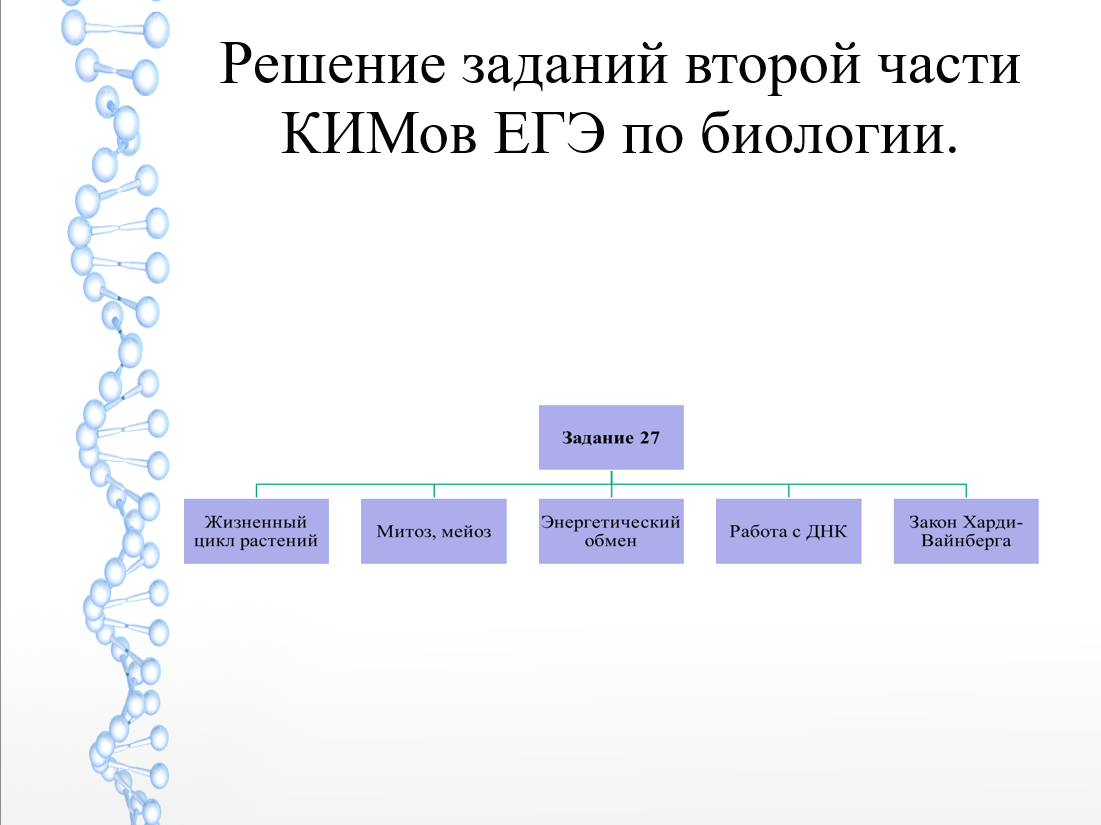 Решение заданий второй части
КИМов ЕГЭ по биологии.
Задание 27
Жизненный
цикл растений
Митоз, мейоз
Энергетический
обмен
Работа с ДНК
Закон Харди-
Вайнберга